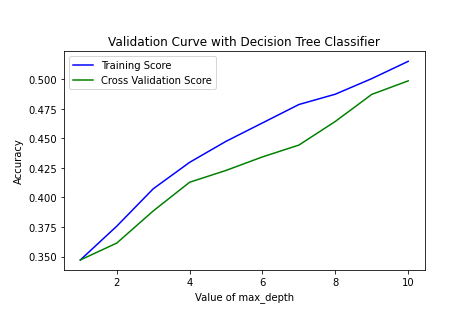 Validation Curve with Decision Tree Classifier
Training Score
Cross Validation Score
0.500
0.475
0.450
0.425
0.400
0.375
0.350
Accuracy
2 4 6 8 10
Value of max_depth